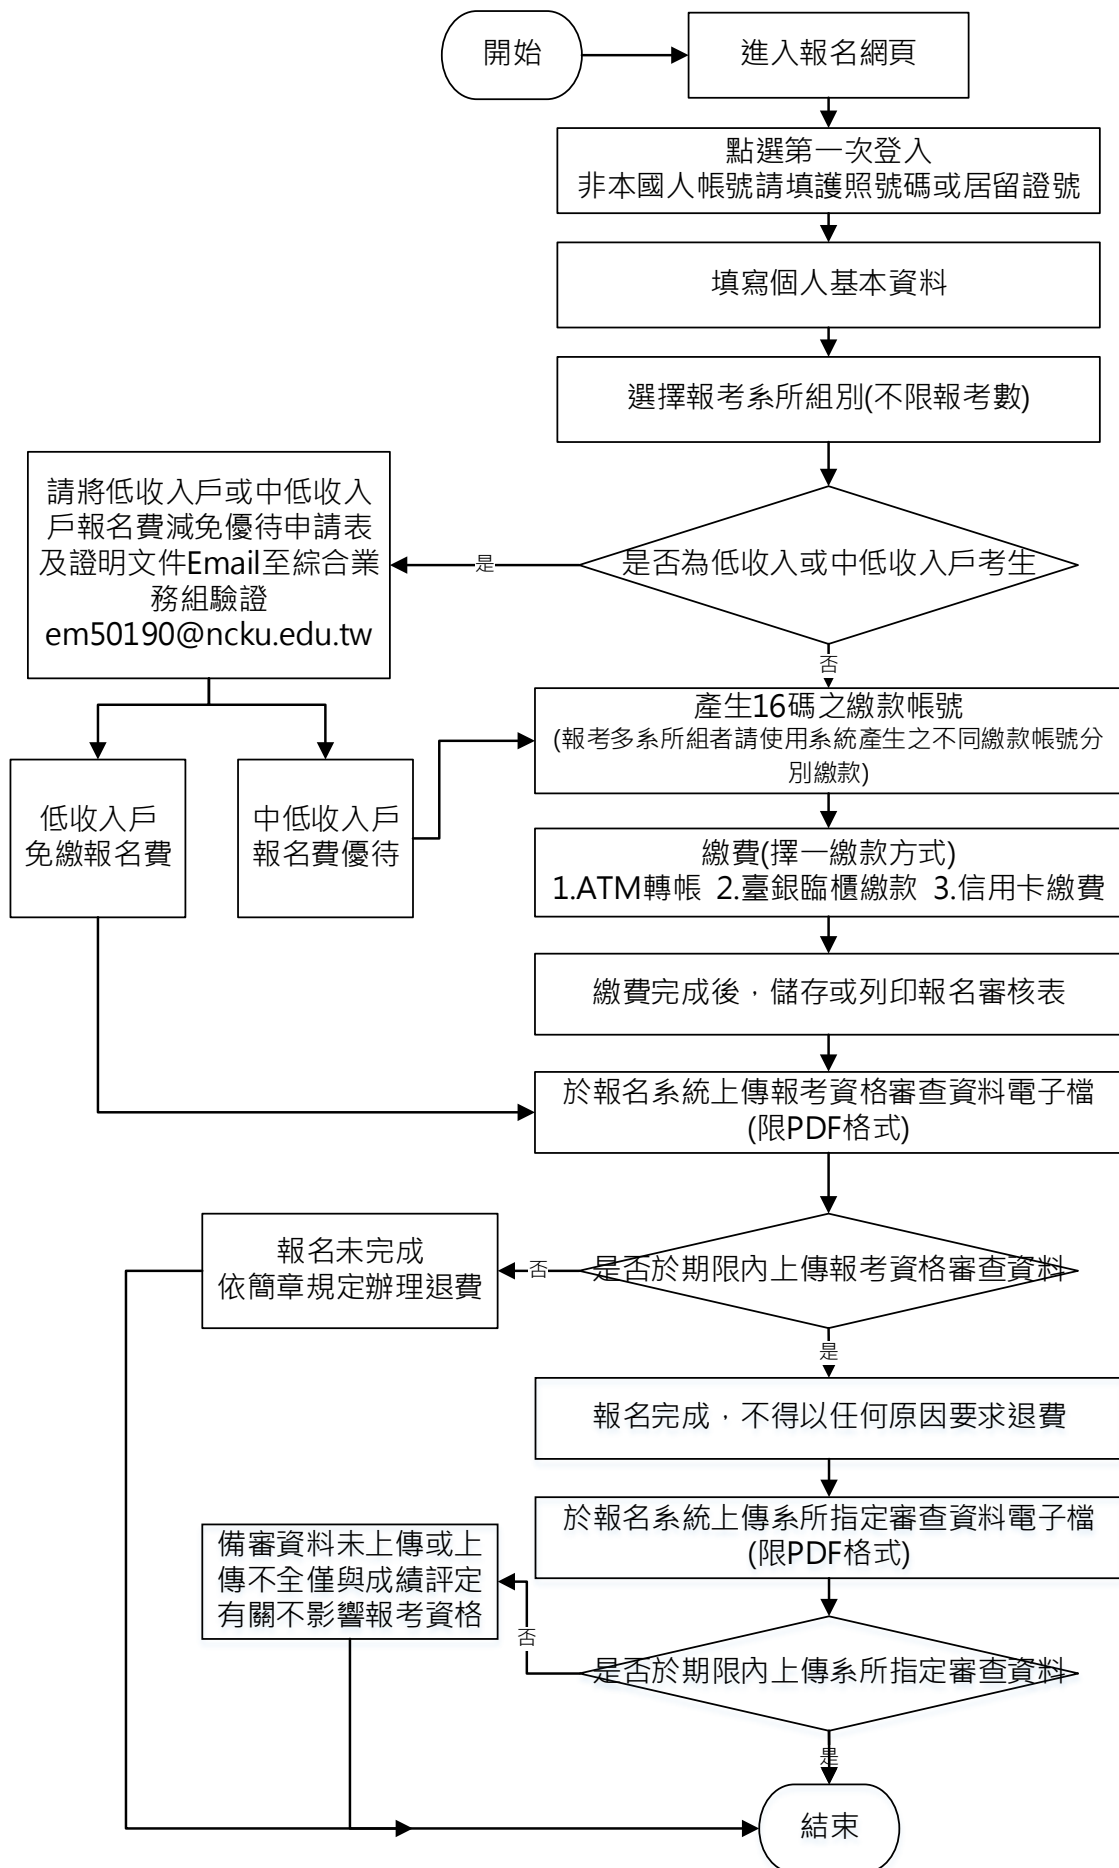 開始
進入報名網頁
點選第一次登入
非本國人帳號請填護照號碼或居留證號
填寫個人基本資料
選擇報考系所組別(不限報考數)
是否為低收入或中低收入戶考生
是
請將低收入戶或中低收入
戶報名費減免優待申請表
及證明文件Email至綜合業
務組驗證
em50190@ncku.edu.tw
否
低收入戶
免繳報名費
中低收入戶
報名費優待
產生16碼之繳款帳號
(報考多系所組者請使用系統產生之不同繳款帳號分
別繳款)
繳費(擇一繳款方式)
1.ATM轉帳 2.臺銀臨櫃繳款 3.信用卡繳費
繳費完成後，儲存或列印報名審核表
於報名系統上傳報考資格審查資料電子檔
(限PDF格式)
是否於期限內上傳報考資格審查資料
否
報名未完成
依簡章規定辦理退費
是
報名完成，不得以任何原因要求退費
於報名系統上傳系所指定審查資料電子檔
(限PDF格式)
是否於期限內上傳系所指定審查資料
否
備審資料未上傳或上
傳不全僅與成績評定
有關不影響報考資格
是
結束